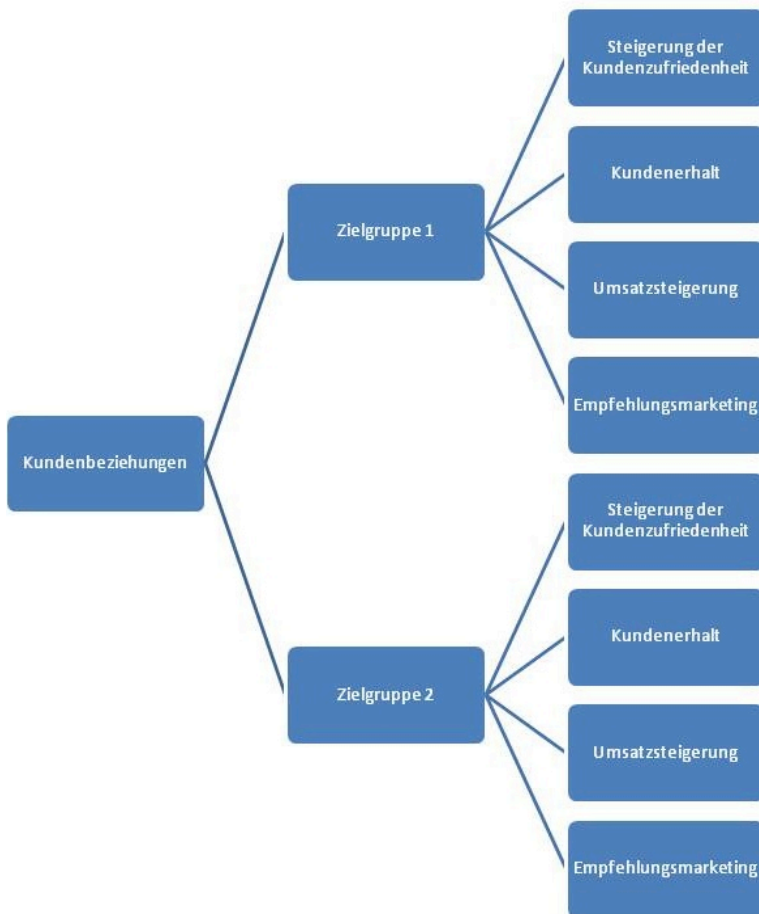 Kundenbeziehungen
Zielgruppe 1
Steigerung der
Kundenzufriedenheit
Kundenerhalt
Umsatzsteigerung
Empfehlungsmarketing
Zielgruppe 2
Steigerung der
Kundenzufriedenheit
Kundenerhalt
Umsatzsteigerung
Empfehlungsmarketing